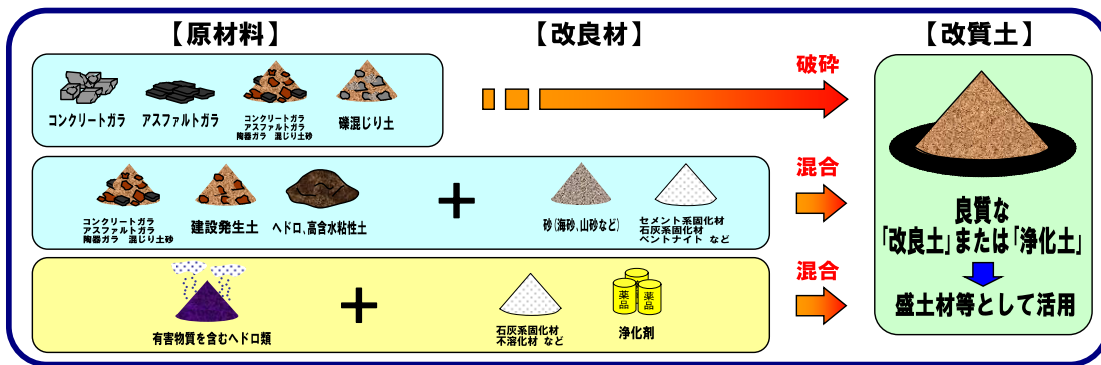 【原材料】
【改良材】
【改質土】
破砕
コンクリートガラ
アスファルトガラ
コンクリートガラ
アスファルトガラ
陶器ガラ 混じり土砂
礫混じり土
混合
コンクリートガラ
アスファルトガラ
陶器ガラ 混じり土砂
建設発生土
ヘドロ、高含水粘性土
+
砂(海砂、山砂など)
セメント系固化材
石灰系固化材
ベントナイト など
混合
有害物質を含むヘドロ類
+
石灰系固化材
不溶化材 など
薬品
薬品
浄化剤
良質な
「改良土」または「浄化土」
盛土材等として活用